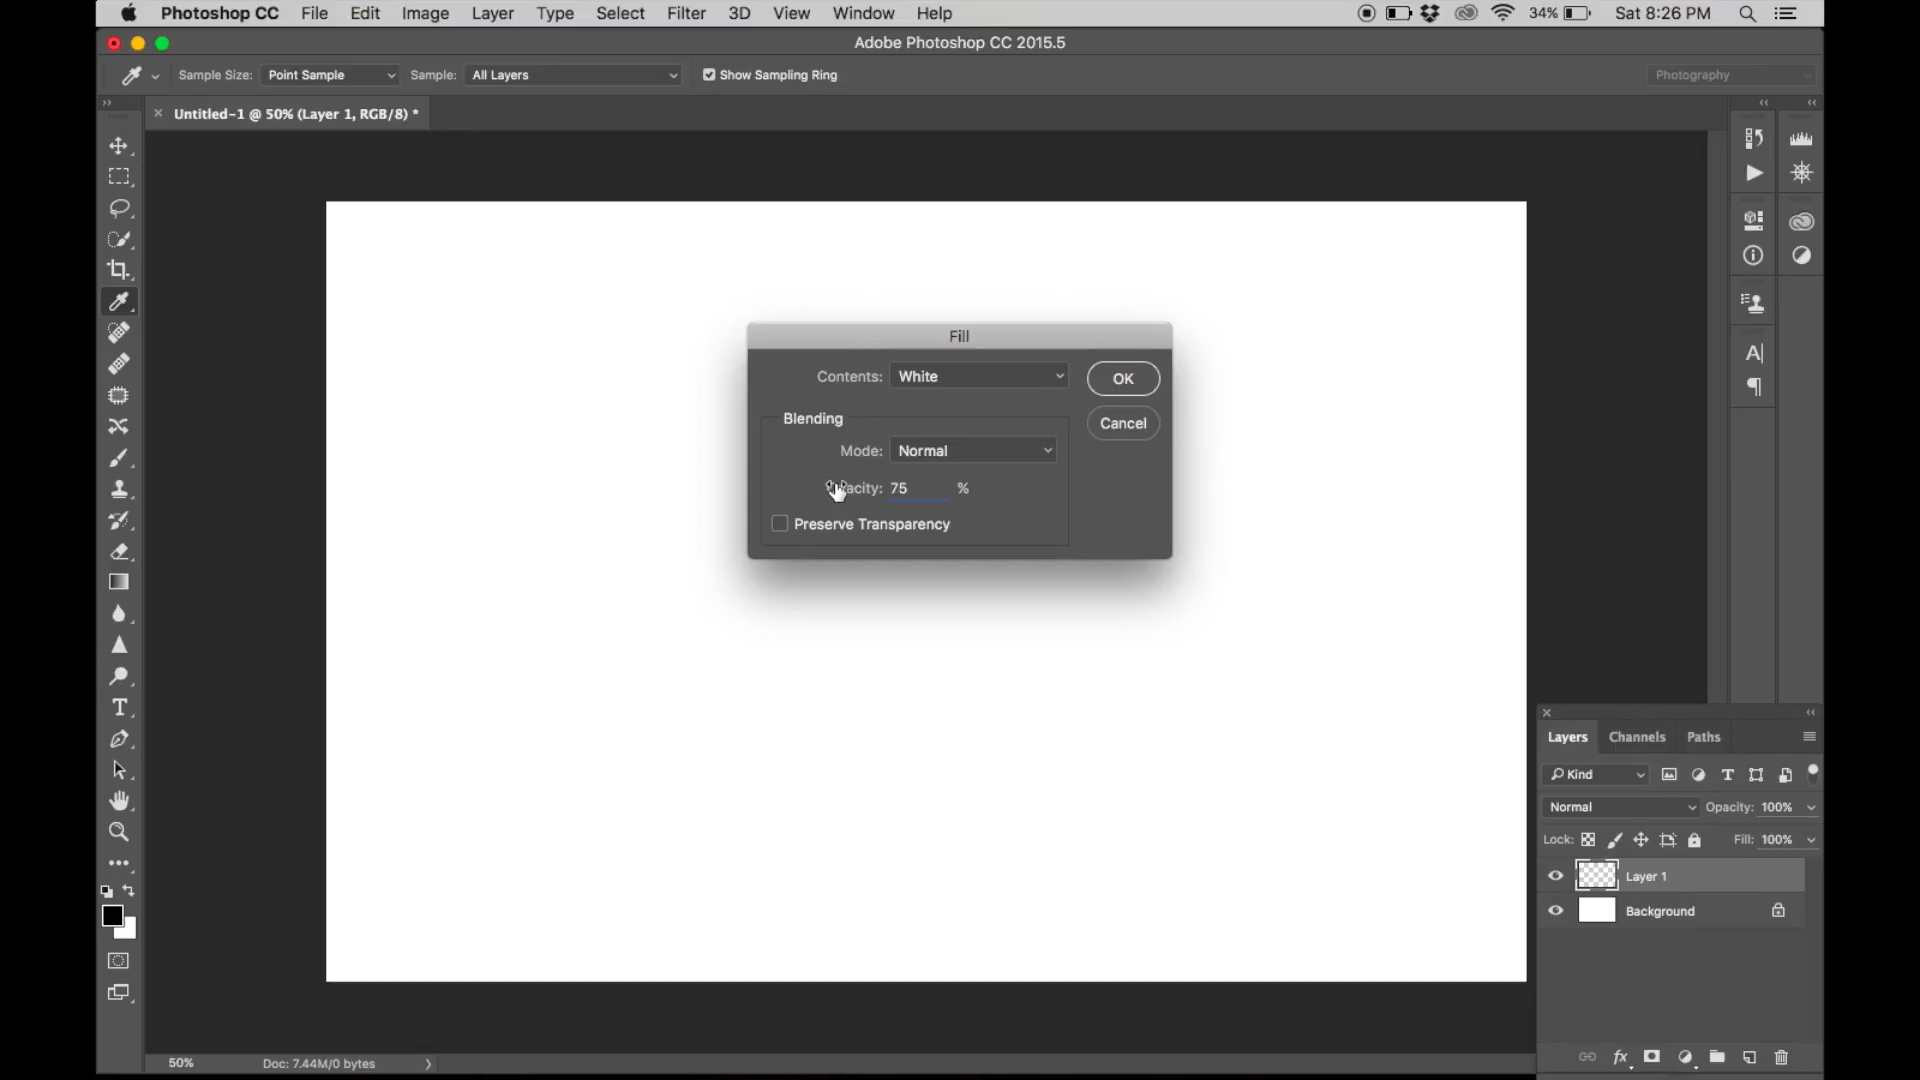 Photoshop CC File Edit Image Layer Type Select Filter 3D View Window Help 34% Sat 8:26 PM
Adobe Photoshop CC 2015.5
Sample Size: Point Sample Sample: All Layers Show Sampling Ring Photography
Untitled-1 @ 50% (Layer 1, RGB/8) *
Fill
Contents: White OK
Blending
Cancel
Mode: Normal
acity: 75 %
Preserve Transparency
Layers Channels Paths
Kind
Normal Opacity: 100%
Lock: Fill: 100%
Layer 1
Background
50% Doc: 7.44M/0 bytes